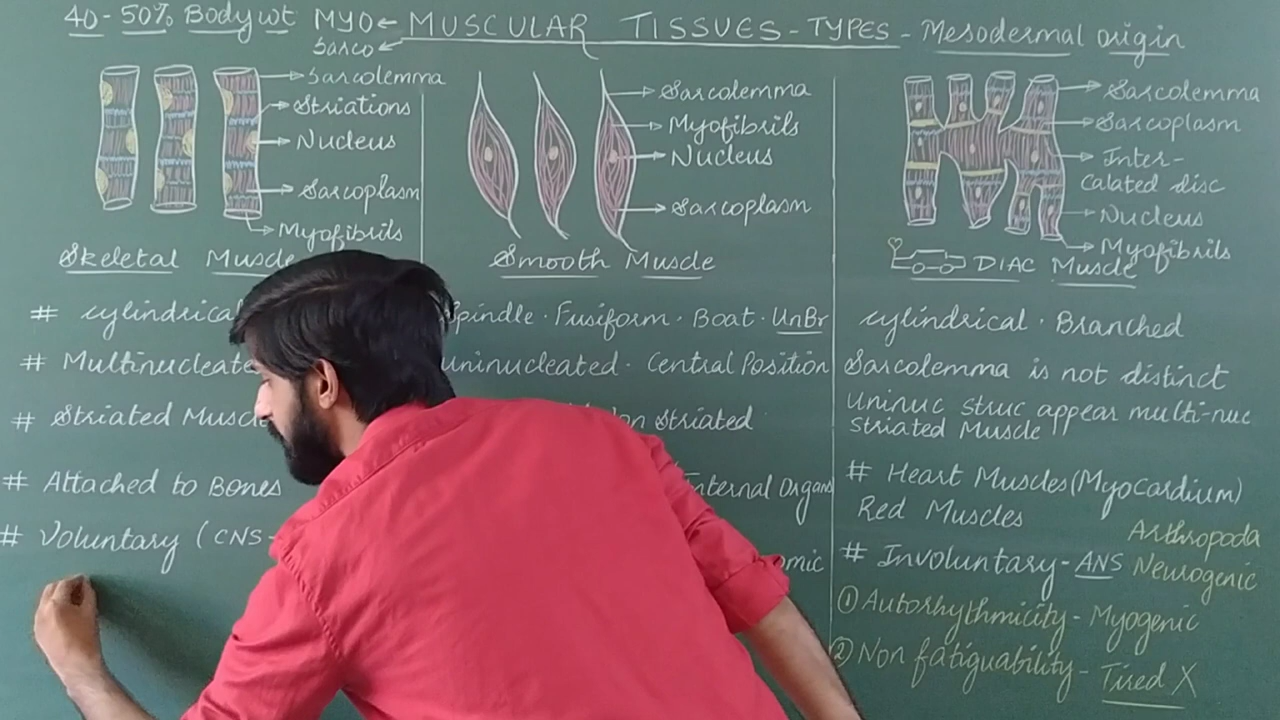 40-50% Body wt MYO ← MUSCULAR TISSUES - TYPES - Mesodermal origin
Sarco
Sarcolemma
Striations
Nucleus
Sarcoplasm
Myofibrils
Skeletal Muscle
# Cylindrical
# Multinucleate
# Striated Muscle
# Attached to Bones
# Voluntary (CNS-
Sarcolemma
Myofibrils
Nucleus
Sarcoplasm
Smooth Muscle
Spindle · Fusiform · Boat · UnBr
Uninucleated · Central Position
Striated
Internal Organs
Sarcolemma
Sarcoplasm
Inter-
Calated disc
Nucleus
Myofibrils
DIAC Muscle
Cylindrical · Branched
Sarcolemma is not distinct
Uninuc struc appear multi-nuc
Striated Muscle
# Heart Muscles (Myocardium)
Red Muscles
Arthropoda
# Involuntary - ANS Neurogenic
① Autorhythmicity - Myogenic
② Non fatiguability - Tired X